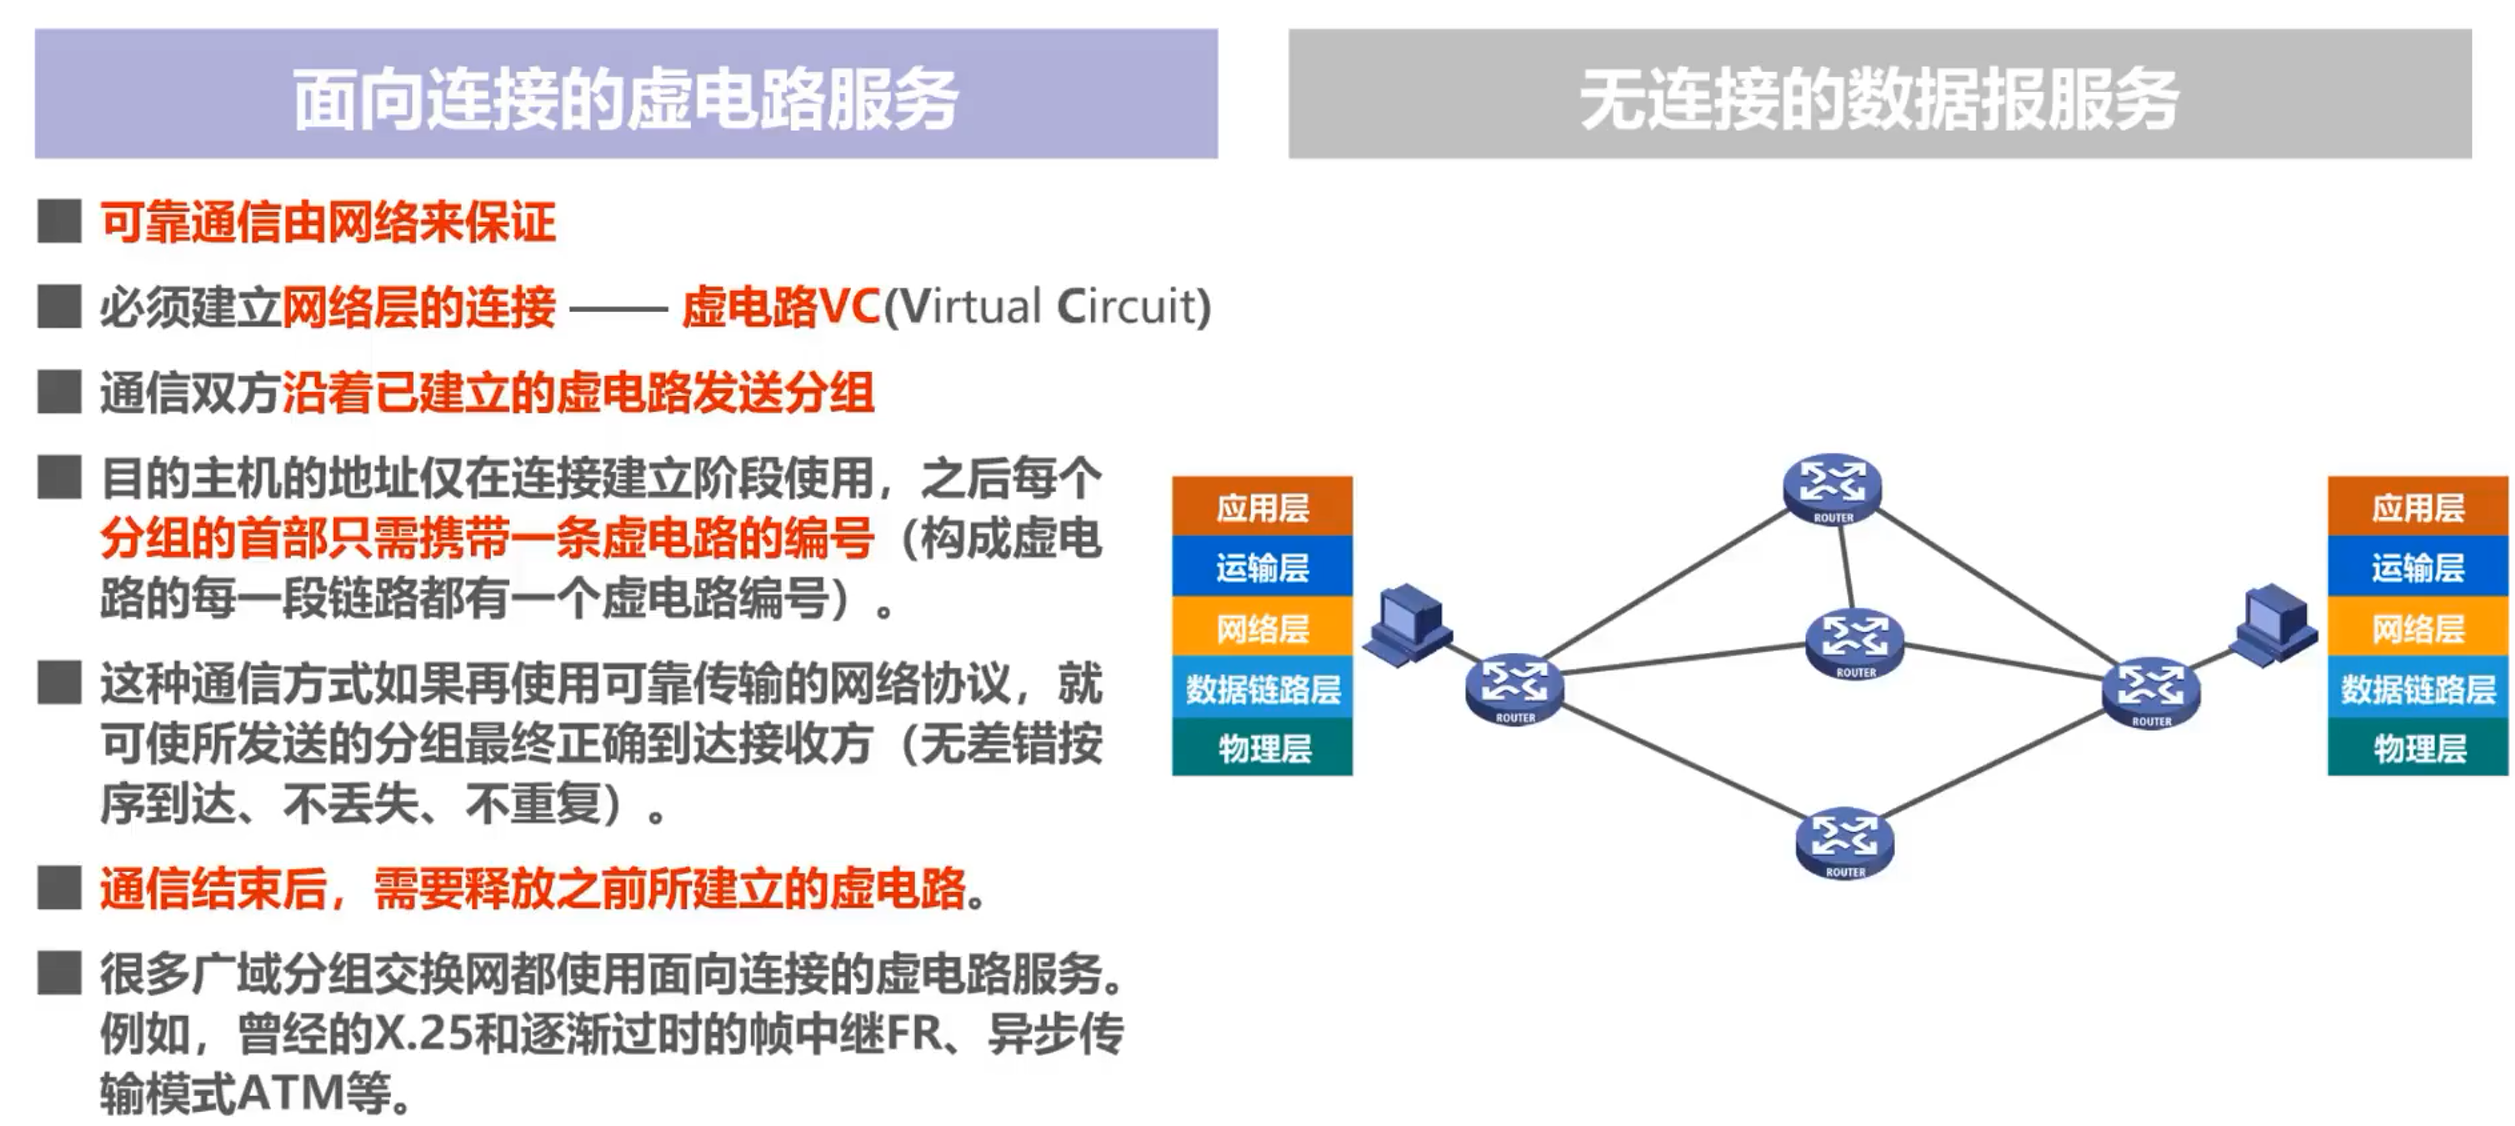 面向连接的虚电路服务
无连接的数据报服务
可靠通信由网络来保证
必须建立网络层的连接 —— 虚电路VC(Virtual Circuit)
通信双方沿着已建立的虚电路发送分组
目的主机的地址仅在连接建立阶段使用，之后每个
分组的首部只需携带一条虚电路的编号（构成虚电
路的每一段链路都有一个虚电路编号）。
这种通信方式如果再使用可靠传输的网络协议，就
可使所发送的分组最终正确到达接收方（无差错按
序到达、不丢失、不重复）。
通信结束后，需要释放之前所建立的虚电路。
很多广域分组交换网都使用面向连接的虚电路服务。
例如，曾经的X.25和逐渐过时的帧中继FR、异步传
输模式ATM等。
应用层
运输层
网络层
数据链路层
物理层
ROUTER
ROUTER
ROUTER
ROUTER
ROUTER
应用层
运输层
网络层
数据链路层
物理层